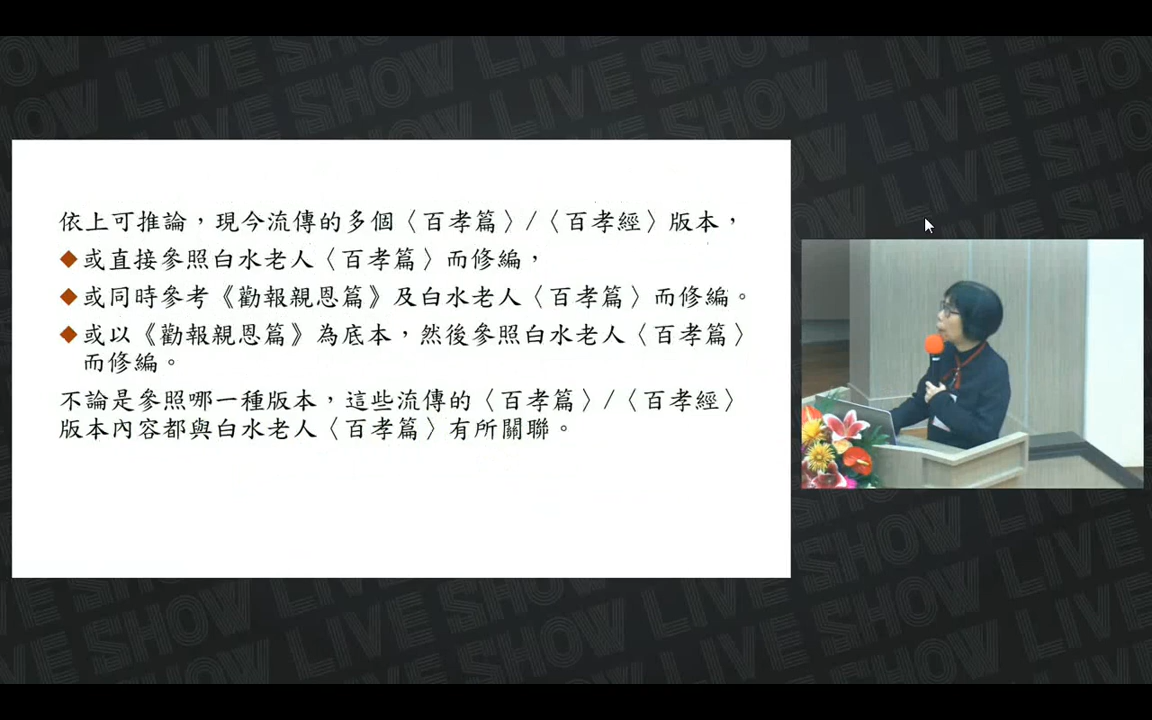 依上可推論，現今流傳的多個〈百孝篇〉/〈百孝經〉版本，
◆或直接參照白水老人〈百孝篇〉而修編，
◆或同時參考《勸報親恩篇》及白水老人〈百孝篇〉而修編。
◆或以《勸報親恩篇》為底本，然後參照白水老人〈百孝篇〉
而修編。
不論是參照哪一種版本，這些流傳的〈百孝篇〉/〈百孝經〉
版本內容都與白水老人〈百孝篇〉有所關聯。
LIVE SHOW